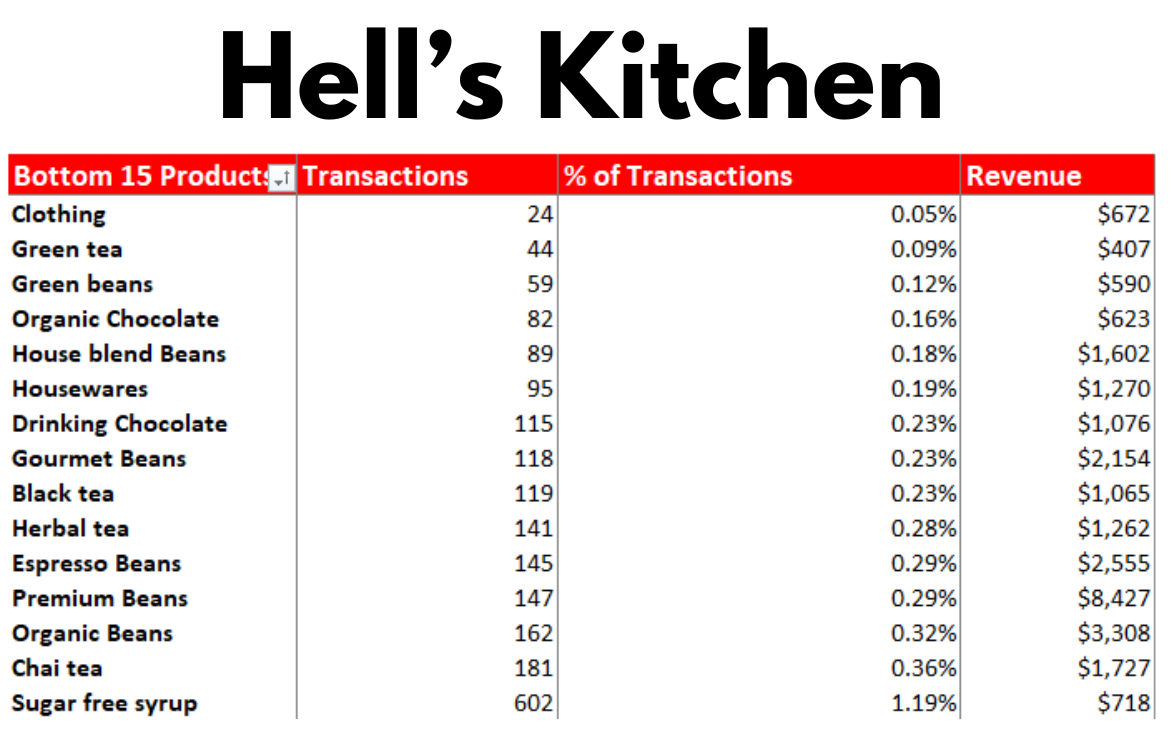 Hell’s Kitchen
Bottom 15 Products Transactions % of Transactions Revenue
Clothing 24 0.05% $672
Green tea 44 0.09% $407
Green beans 59 0.12% $590
Organic Chocolate 82 0.16% $623
House blend Beans 89 0.18% $1,602
Housewares 95 0.19% $1,270
Drinking Chocolate 115 0.23% $1,076
Gourmet Beans 118 0.23% $2,154
Black tea 119 0.23% $1,065
Herbal tea 141 0.28% $1,262
Espresso Beans 145 0.29% $2,555
Premium Beans 147 0.29% $8,427
Organic Beans 162 0.32% $3,308
Chai tea 181 0.36% $1,727
Sugar free syrup 602 1.19% $718